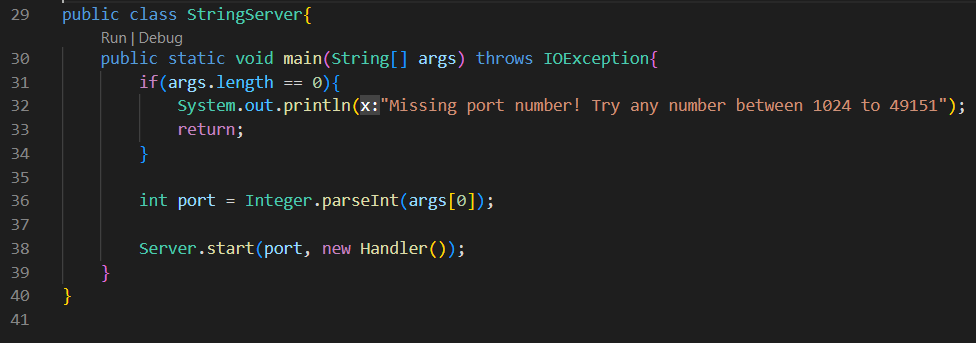 29 public class StringServer{
Run | Debug
30 public static void main(String[] args) throws IOException{
31 if(args.length == 0){
32 System.out.println(x:"Missing port number! Try any number between 1024 to 49151");
33 return;
34 }
35
36 int port = Integer.parseInt(args[0]);
37
38 Server.start(port, new Handler());
39 }
40 }
41